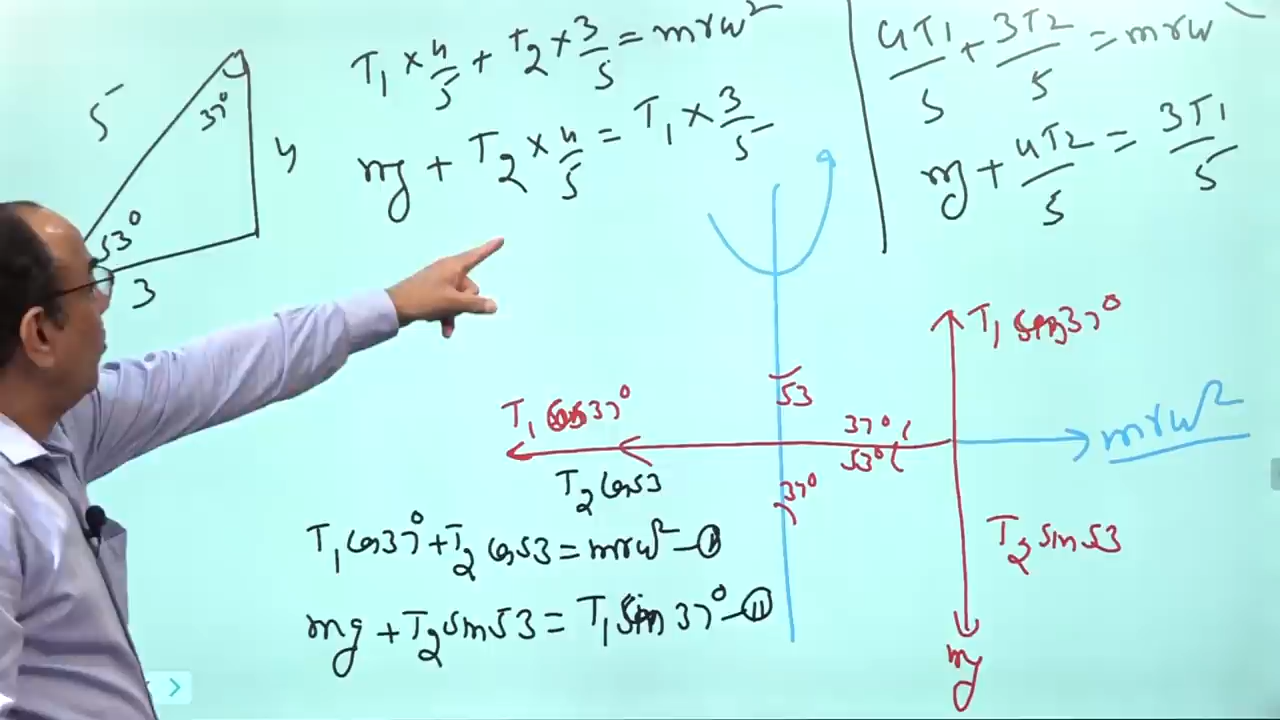 T₁ × 4/5 + T₂ × 3/5 = mrω²
mg + T₂ × 4/5 = T₁ × 3/5
4T1/5 + 3T2/5 = mrω
mg + 4T2/5 = 3T1/5
5
37°
4
53°
3
T₁ sin37°
53
T₁ cos37°
37°
53°
mrω²
T₂ cos53
37°
T₂ sin53
T₁ cos37° + T₂ cos53 = mrω² —
mg + T₂ sin53 = T₁ sin37° — II
mg